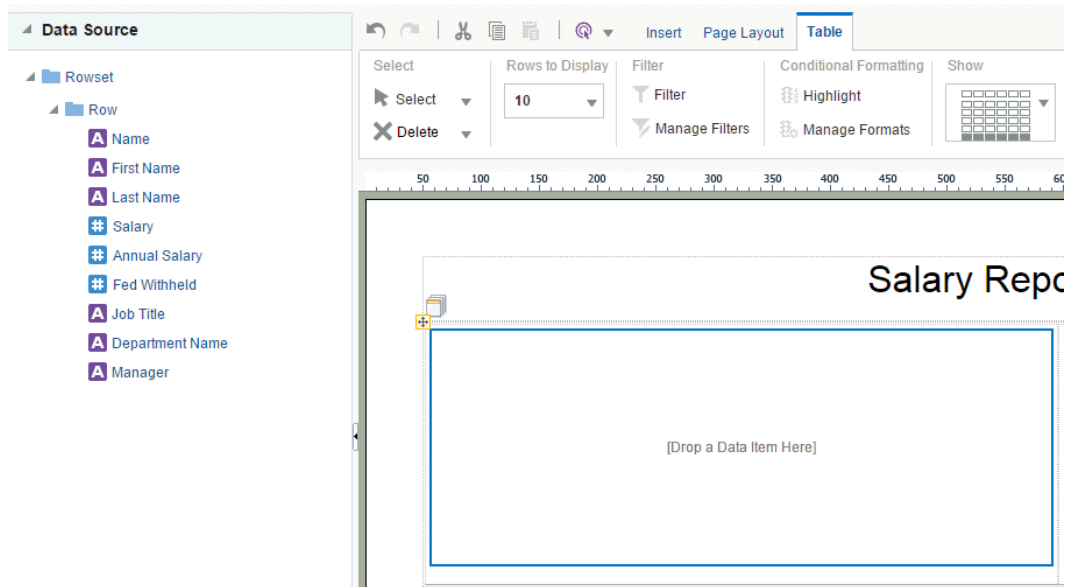 Data Source
Rowset
Row
A Name
A First Name
A Last Name
# Salary
# Annual Salary
# Fed Withheld
A Job Title
A Department Name
A Manager
Insert Page Layout Table
Select Rows to Display Filter Conditional Formatting Show
Select 10 Filter Highlight
Delete Manage Filters Manage Formats
50 100 150 200 250 300 350 400 450 500 550 60
Salary Repo
[Drop a Data Item Here]